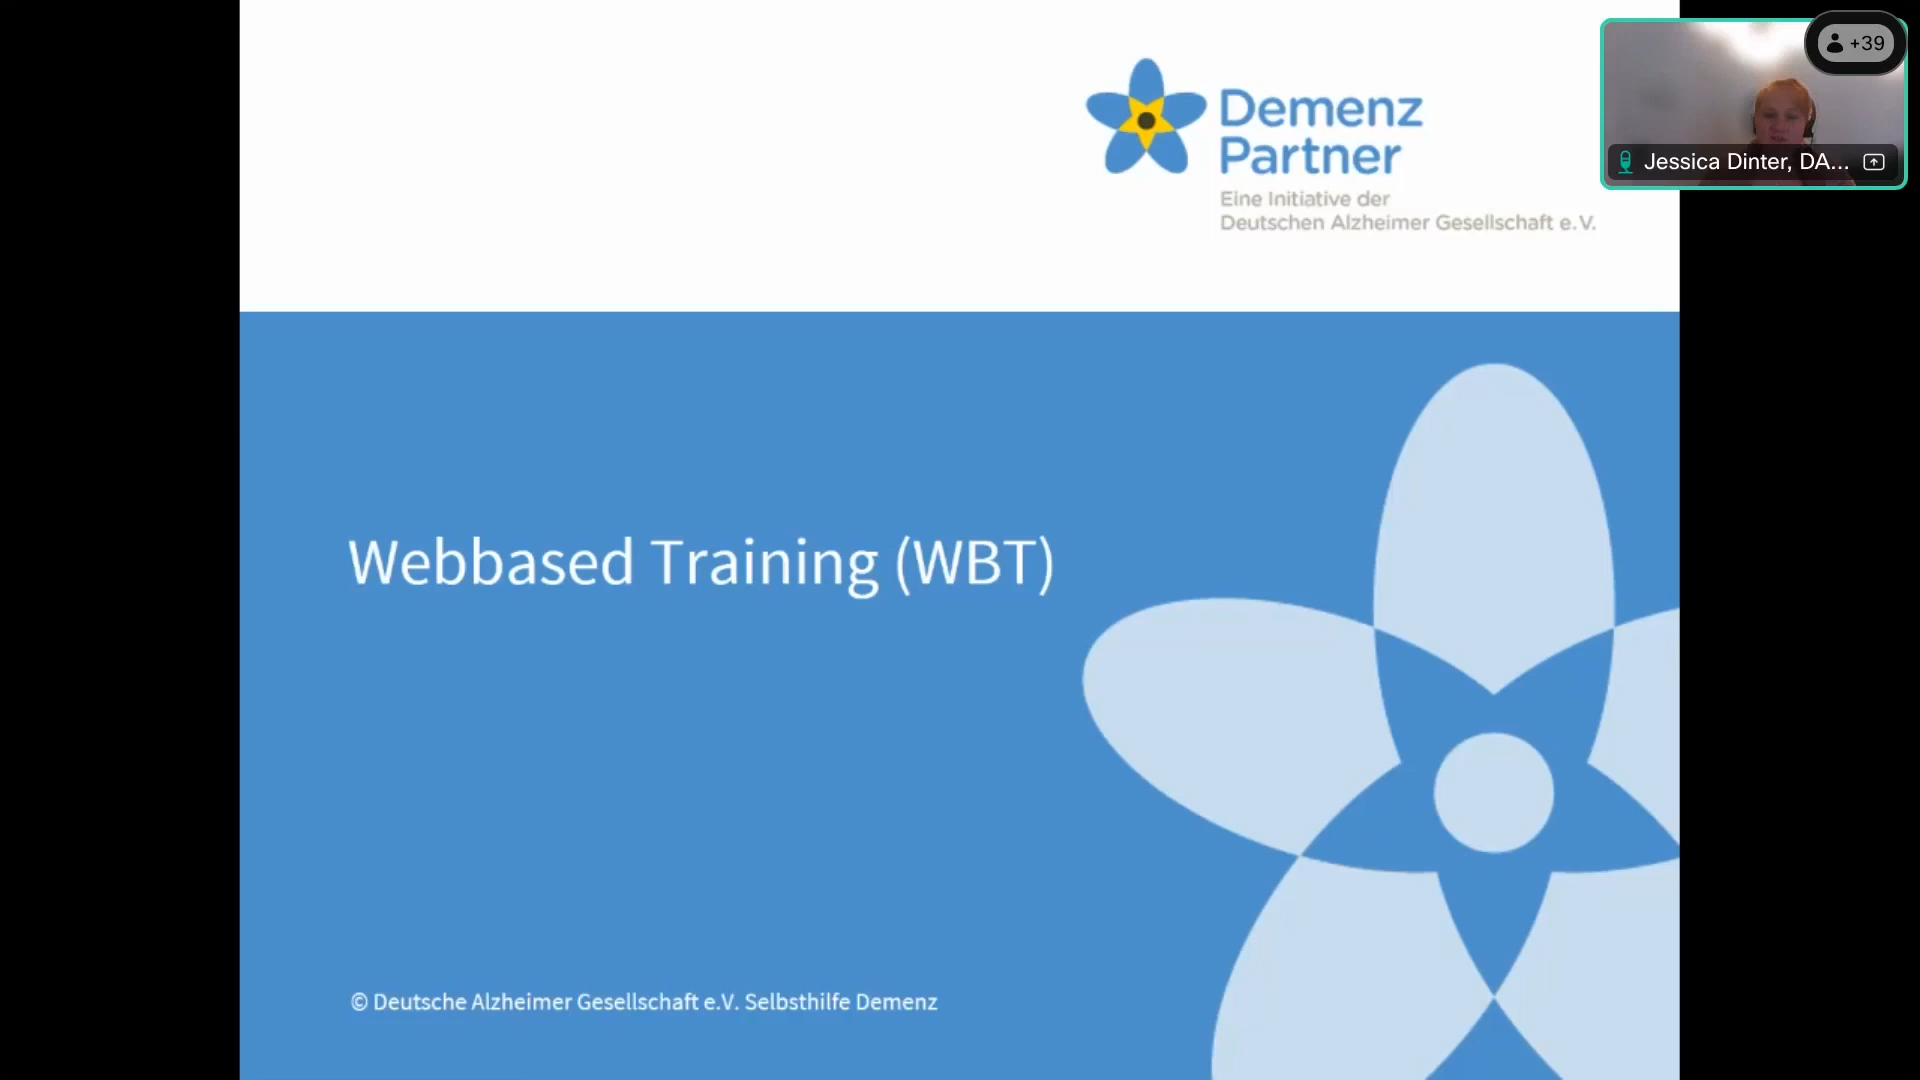 Demenz
Partner
Eine Initiative der
Deutschen Alzheimer Gesellschaft e.V.
+39
Jessica Dinter, DA...
Webbased Training (WBT)
© Deutsche Alzheimer Gesellschaft e.V. Selbsthilfe Demenz